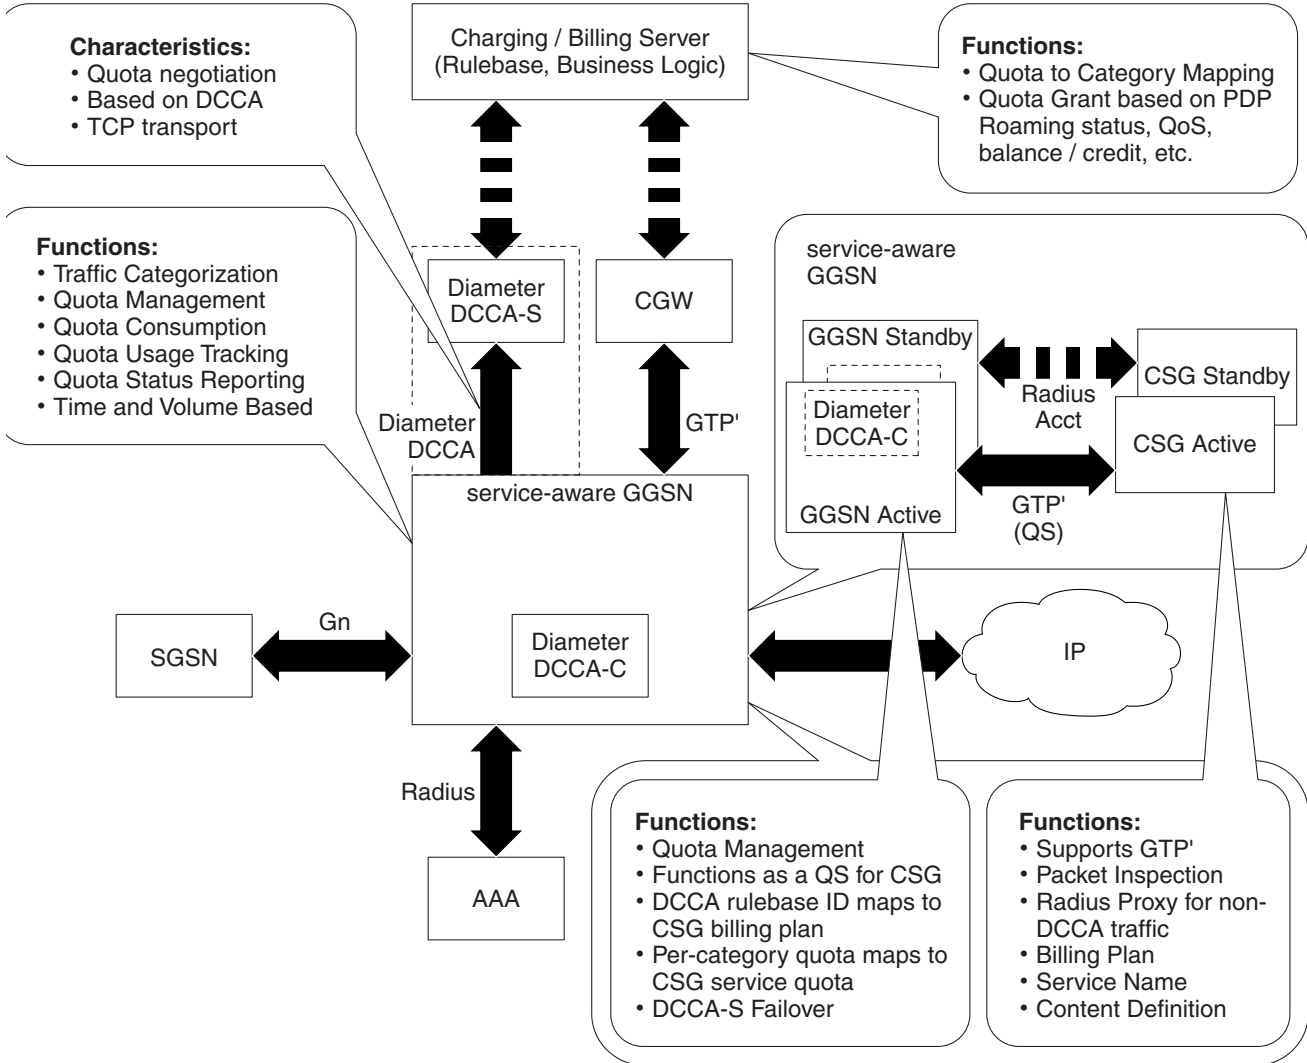 Characteristics:
• Quota negotiation
• Based on DCCA
• TCP transport
Charging / Billing Server
(Rulebase, Business Logic)
Functions:
• Quota to Category Mapping
• Quota Grant based on PDP
Roaming status, QoS,
balance / credit, etc.
Functions:
• Traffic Categorization
• Quota Management
• Quota Consumption
• Quota Usage Tracking
• Quota Status Reporting
• Time and Volume Based
Diameter
DCCA-S
CGW
Diameter
DCCA
GTP'
service-aware
GGSN
GGSN Standby
Diameter
DCCA-C
GGSN Active
Radius
Acct
CSG Standby
CSG Active
GTP'
(QS)
service-aware GGSN
SGSN
Gn
Diameter
DCCA-C
IP
Radius
AAA
Functions:
• Quota Management
• Functions as a QS for CSG
• DCCA rulebase ID maps to
CSG billing plan
• Per-category quota maps to
CSG service quota
• DCCA-S Failover
Functions:
• Supports GTP'
• Packet Inspection
• Radius Proxy for non-
DCCA traffic
• Billing Plan
• Service Name
• Content Definition